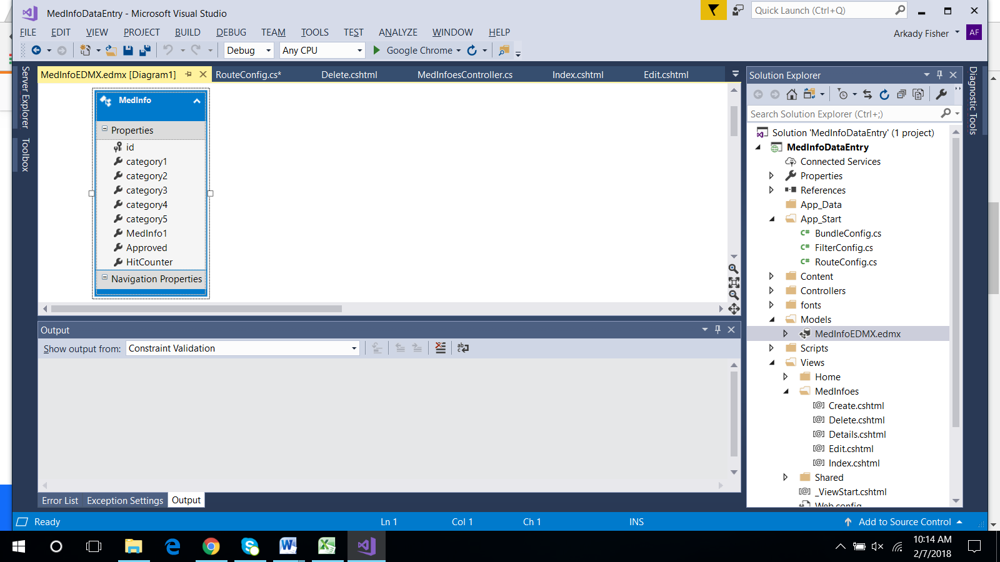 MedInfoDataEntry - Microsoft Visual Studio
Quick Launch (Ctrl+Q)
FILE EDIT VIEW PROJECT BUILD DEBUG TEAM TOOLS TEST ANALYZE WINDOW HELP
Arkady Fisher AF
Debug Any CPU Google Chrome
Server Explorer
Toolbox
MedInfoEDMX.edmx [Diagram1] RouteConfig.cs* Delete.cshtml MedInfoesController.cs Index.cshtml Edit.cshtml
MedInfo
Properties
id
category1
category2
category3
category4
category5
MedInfo1
Approved
HitCounter
Navigation Properties
Output
Show output from: Constraint Validation
Error List Exception Settings Output
Solution Explorer
Search Solution Explorer (Ctrl+;)
Solution 'MedInfoDataEntry' (1 project)
MedInfoDataEntry
Connected Services
Properties
References
App_Data
App_Start
C# BundleConfig.cs
C# FilterConfig.cs
C# RouteConfig.cs
Content
Controllers
fonts
Models
MedInfoEDMX.edmx
Scripts
Views
Home
MedInfoes
[@] Create.cshtml
[@] Delete.cshtml
[@] Details.cshtml
[@] Edit.cshtml
[@] Index.cshtml
Shared
[@] _ViewStart.cshtml
Web.config
Diagnostic Tools
Ready Ln 1 Col 1 Ch 1 INS Add to Source Control
10:14 AM
2/7/2018